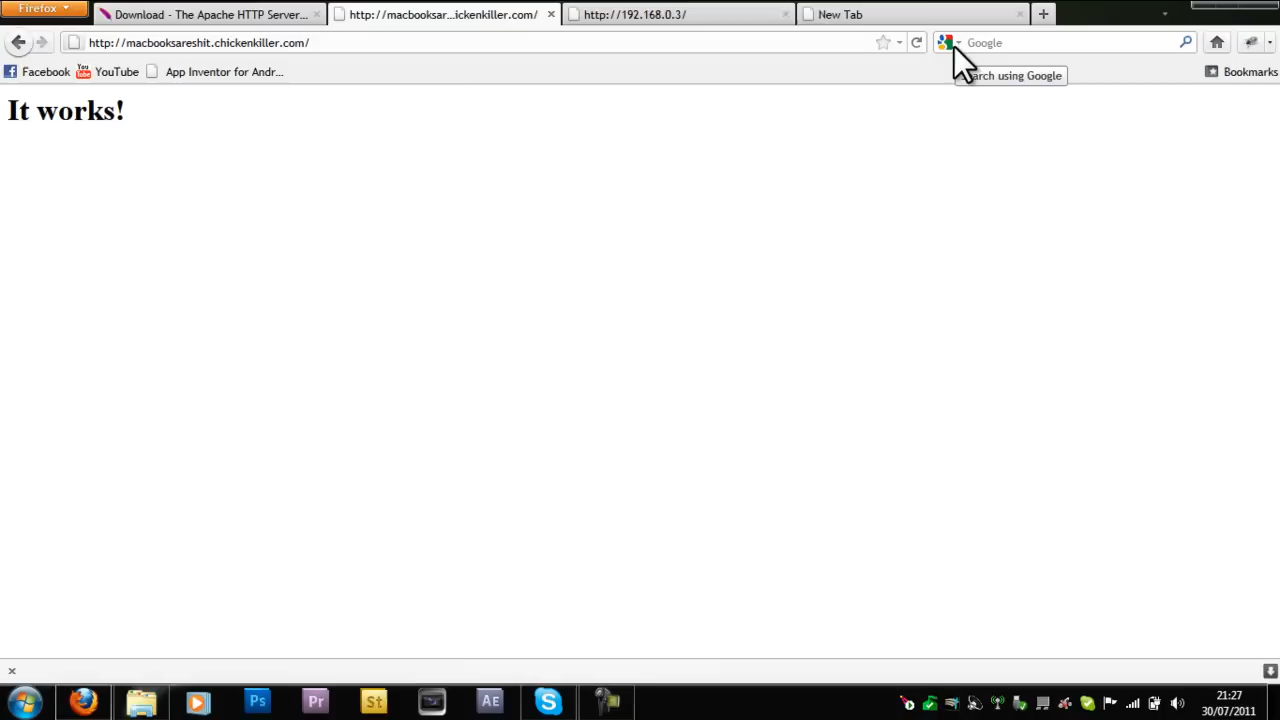 Firefox
Download - The Apache HTTP Server...
http://macbooksar...ickenkiller.com/
http://192.168.0.3/
New Tab
http://macbooksareshit.chickenkiller.com/
Google
Facebook
You Tube YouTube
App Inventor for Andr...
arch using Google
Bookmarks
It works!
Ps
Pr
St
AE
21:27
30/07/2011